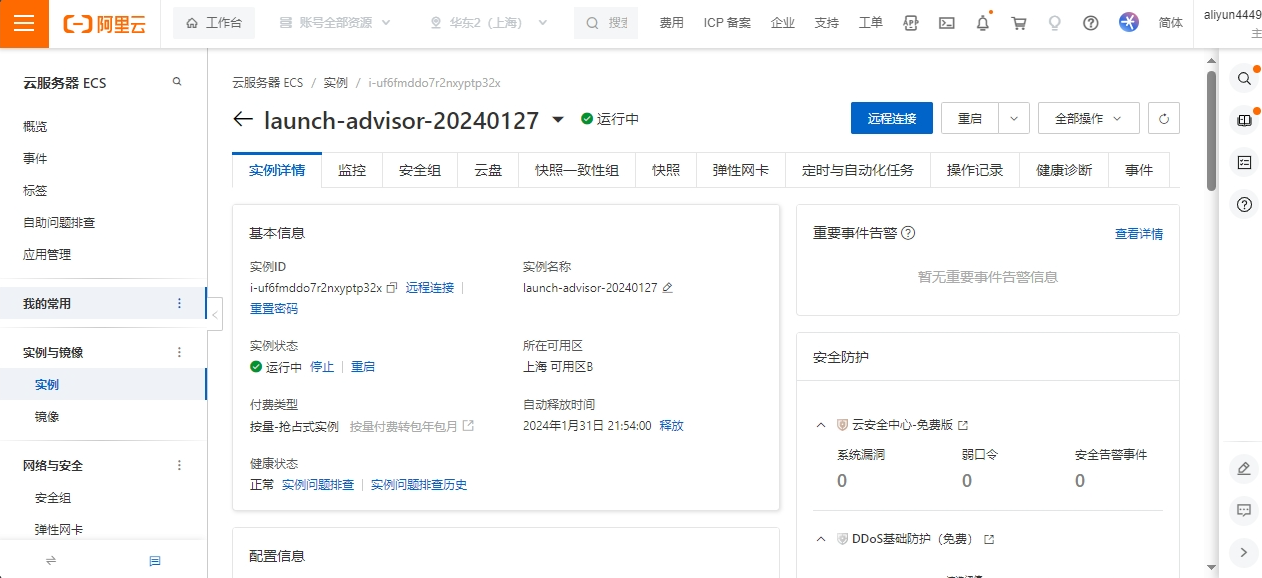 阿里云
工作台
账号全部资源
华东2（上海）
搜
费用
ICP 备案
企业
支持
工单
简体
aliyun4449
主
云服务器 ECS
概览
事件
标签
自助问题排查
应用管理
我的常用
实例与镜像
实例
镜像
网络与安全
安全组
弹性网卡
云服务器 ECS / 实例 / i-uf6fmddo7r2nxyptp32x
launch-advisor-20240127
运行中
远程连接
重启
全部操作
实例详情
监控
安全组
云盘
快照一致性组
快照
弹性网卡
定时与自动化任务
操作记录
健康诊断
事件
基本信息
实例ID
i-uf6fmddo7r2nxyptp32x 远程连接
重置密码
实例名称
launch-advisor-20240127
实例状态
运行中 停止 重启
所在可用区
上海 可用区B
付费类型
按量-抢占式实例 按量付费转包年包月
自动释放时间
2024年1月31日 21:54:00 释放
健康状态
正常 实例问题排查 实例问题排查历史
配置信息
重要事件告警
查看详情
暂无重要事件告警信息
安全防护
云安全中心-免费版
系统漏洞
弱口令
安全告警事件
0
0
0
DDoS基础防护（免费）